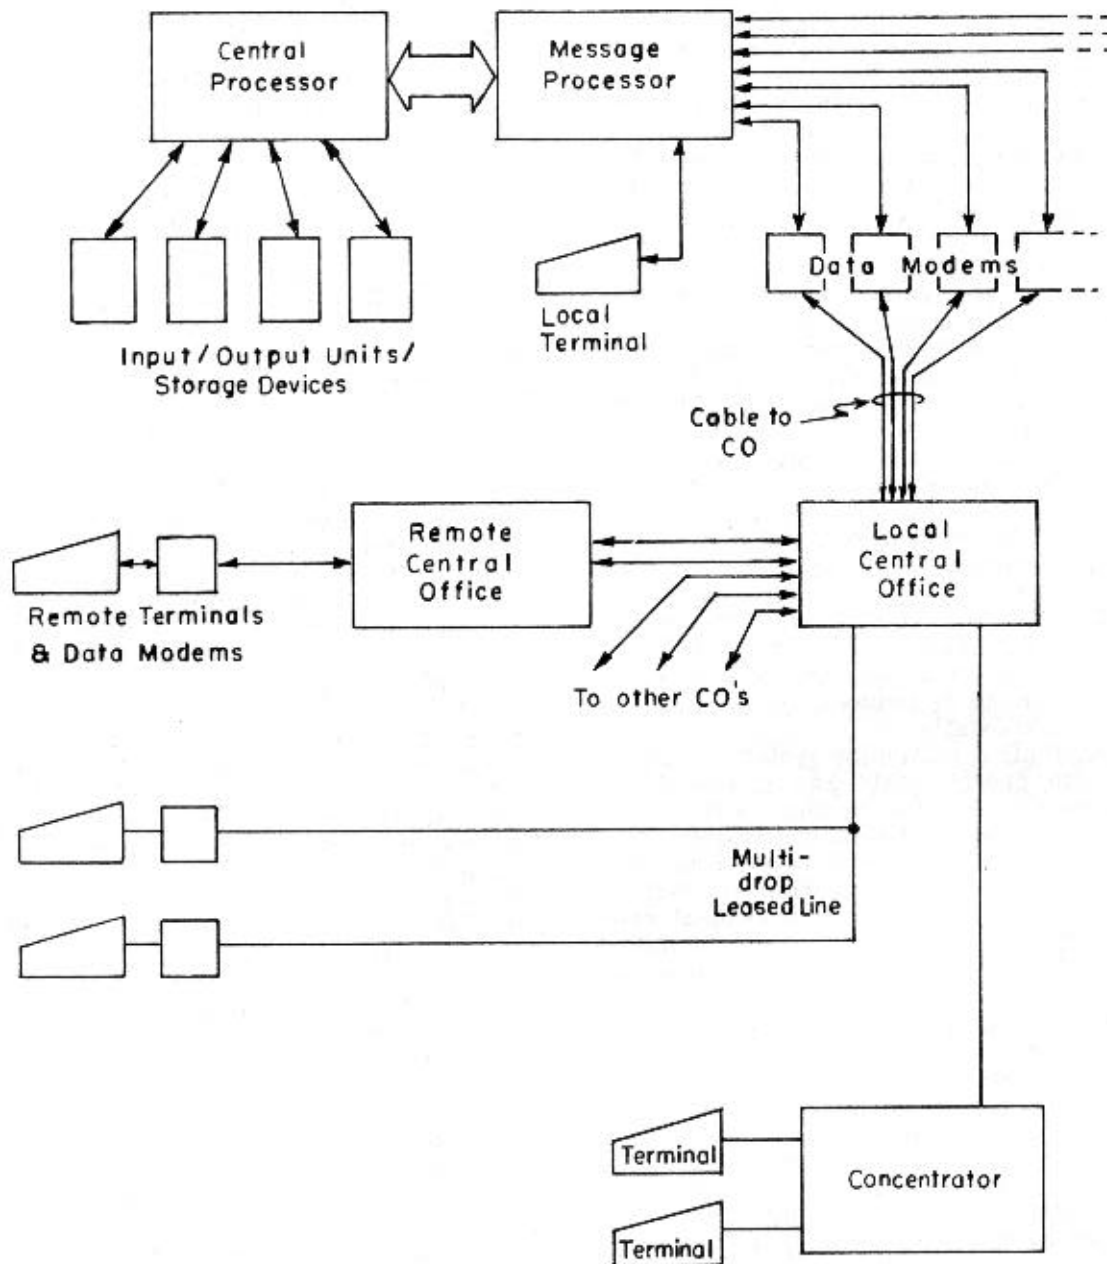 Central
Processor
Message
Processor
Data Modems
Input/Output Units/
Storage Devices
Local
Terminal
Cable to
CO
Remote
Central
Office
Local
Central
Office
Remote Terminals
& Data Modems
To other CO's
Multi-
drop
Leased Line
Terminal
Concentrator
Terminal